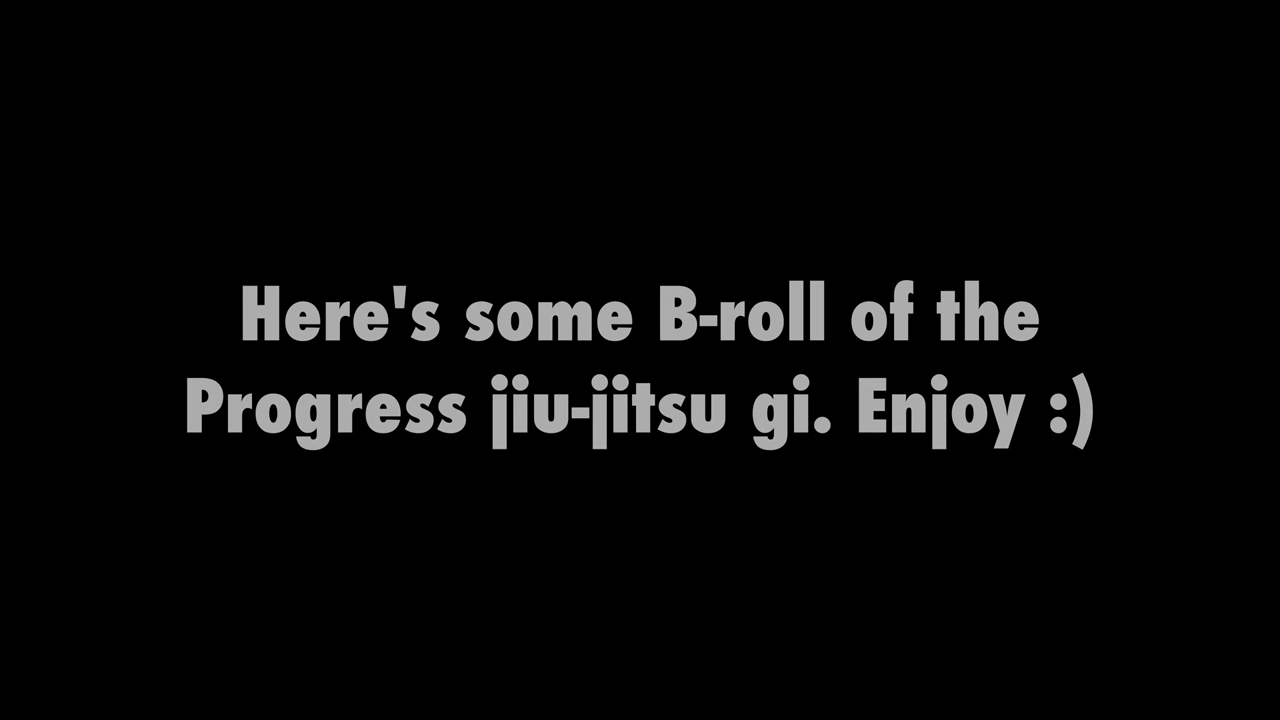 Here's some B-roll of the
Progress jiu-jitsu gi. Enjoy :)